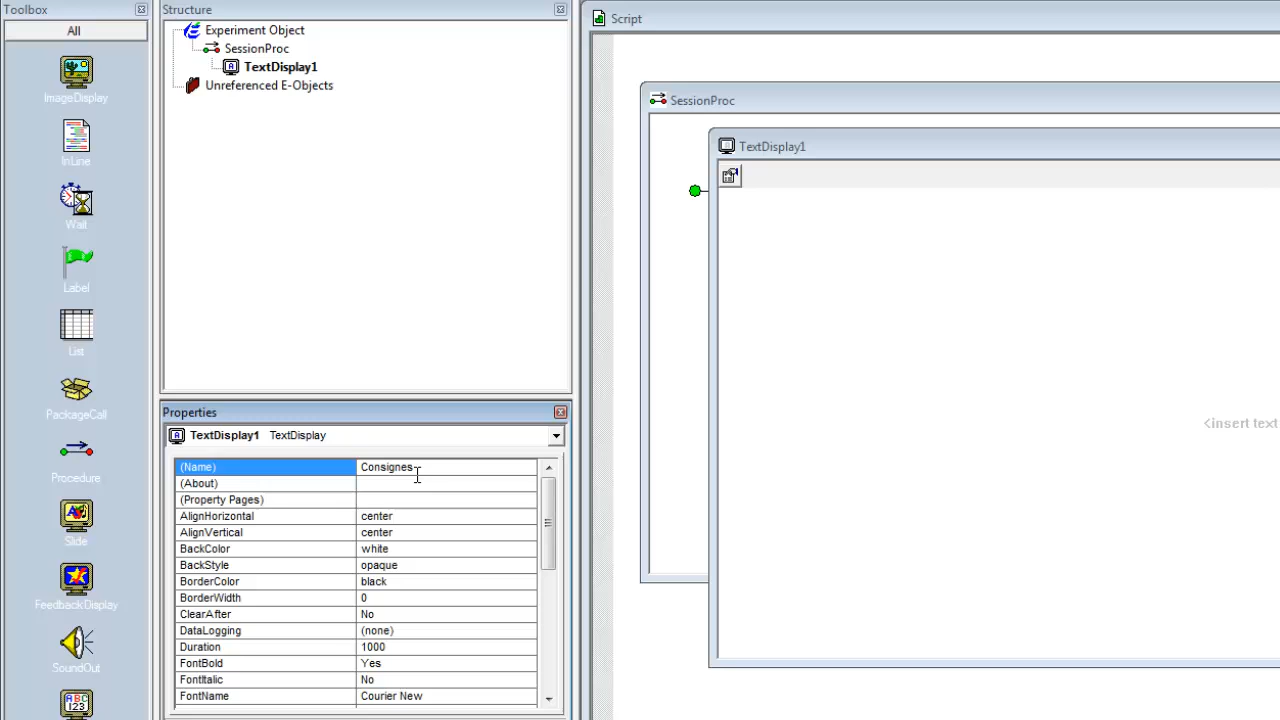 Toolbox
All
ImageDisplay
InLine
Wait
Label
List
PackageCall
Procedure
Slide
FeedbackDisplay
SoundOut
ABC
123
Structure
Experiment Object
SessionProc
TextDisplay1
Unreferenced E-Objects
Properties
TextDisplay1 TextDisplay
(Name) Consignes
(About)
(Property Pages)
AlignHorizontal center
AlignVertical center
BackColor white
BackStyle opaque
BorderColor black
BorderWidth 0
ClearAfter No
DataLogging (none)
Duration 1000
FontBold Yes
FontItalic No
FontName Courier New
Script
SessionProc
TextDisplay1
<insert text